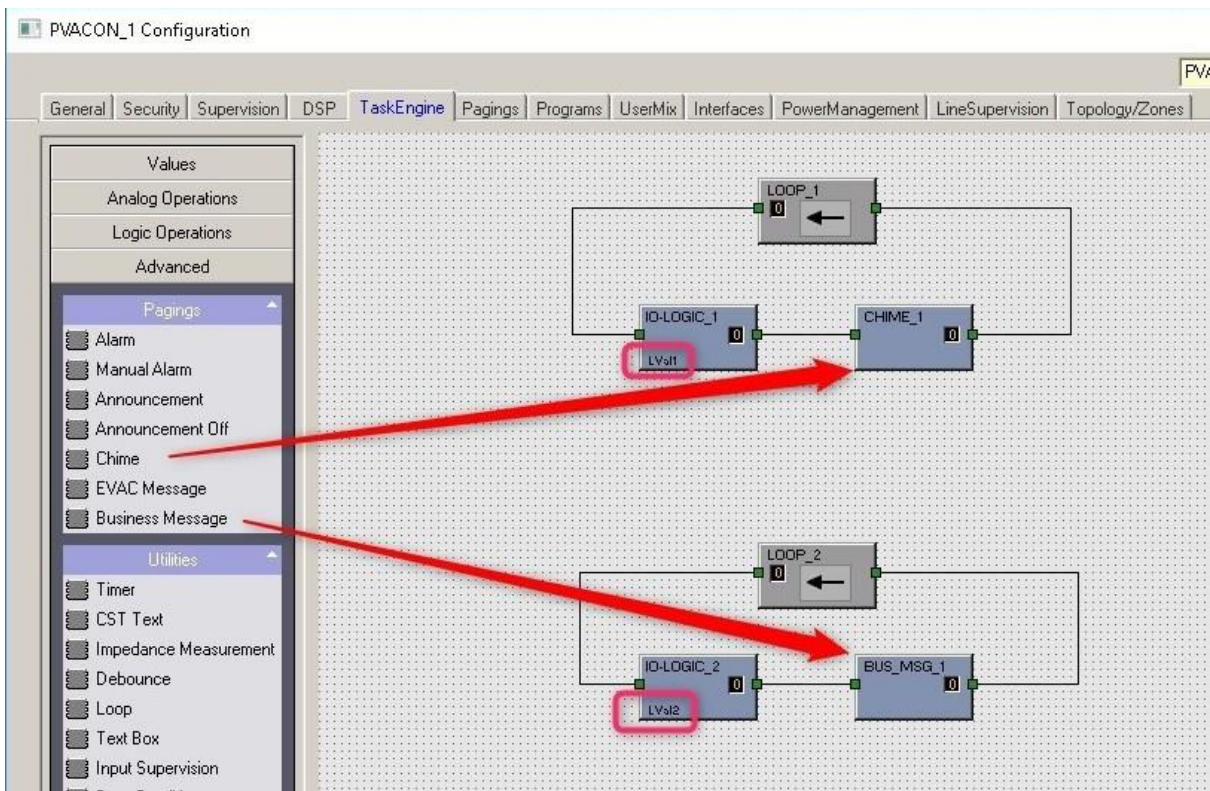 PVACON_1 Configuration
PVA
General Security Supervision DSP TaskEngine Pagings Programs UserMix Interfaces PowerManagement LineSupervision Topology/Zones
Values
Analog Operations
Logic Operations
Advanced
Pagings
Alarm
Manual Alarm
Announcement
Announcement Off
Chime
EVAC Message
Business Message
Utilities
Timer
CST Text
Impedance Measurement
Debounce
Loop
Text Box
Input Supervision
LOOP_1
0
IO-LOGIC_1
0
LVal1
CHIME_1
0
LOOP_2
0
IO-LOGIC_2
0
LVal2
BUS_MSG_1
0